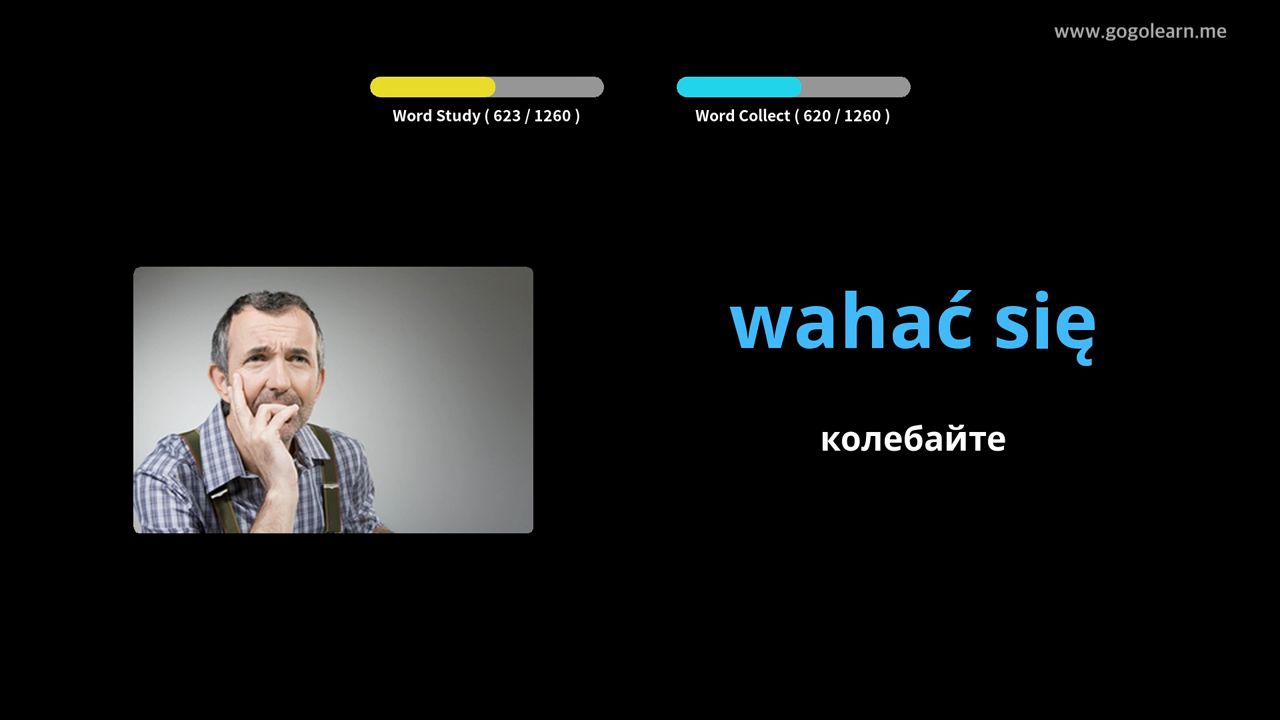 www.gogolearn.me
Word Study ( 623 / 1260 )
Word Collect ( 620 / 1260 )
wahać się
колебайте